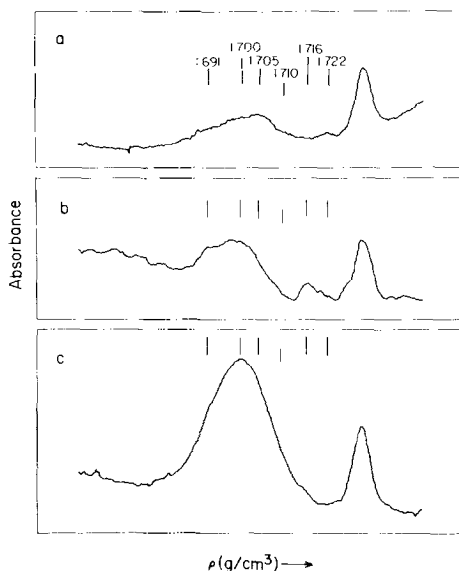 a
1700 1716
1691 1705 1722
1710
b
Absorbance
c
ρ(g/cm³)→